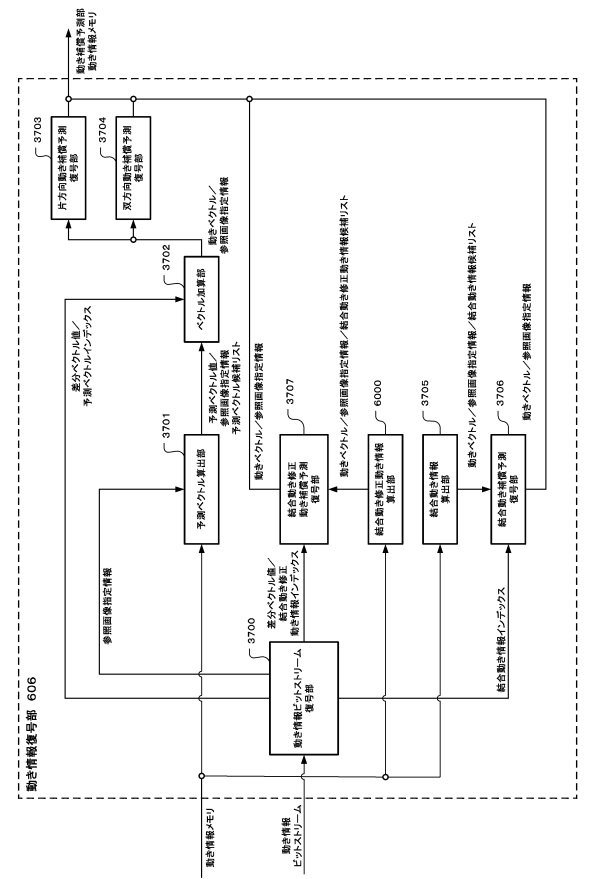 動き情報復号部 606
動き情報メモリ
動き情報
ビットストリーム
3700
動き情報ビットストリーム
復号部
参照画像指定情報
差分ベクトル値/
予測ベクトルインデックス
差分ベクトル値/
結合動き修正
動き情報インデックス
結合動き情報インデックス
3701
予測ベクトル算出部
予測ベクトル値/
参照画像指定情報
予測ベクトル候補リスト
3702
ベクトル加算部
動きベクトル/
参照画像指定情報
3703
片方向動き補償予測
復号部
3704
双方向動き補償予測
復号部
動き補償予測部
動き情報メモリ
3707
結合動き修正
動き補償予測
復号部
動きベクトル/参照画像指定情報
6000
結合動き修正動き情報
算出部
動きベクトル/参照画像指定情報/結合動き修正動き情報候補リスト
3705
結合動き情報
算出部
動きベクトル/参照画像指定情報/結合動き情報候補リスト
3706
結合動き補償予測
復号部
動きベクトル/参照画像指定情報